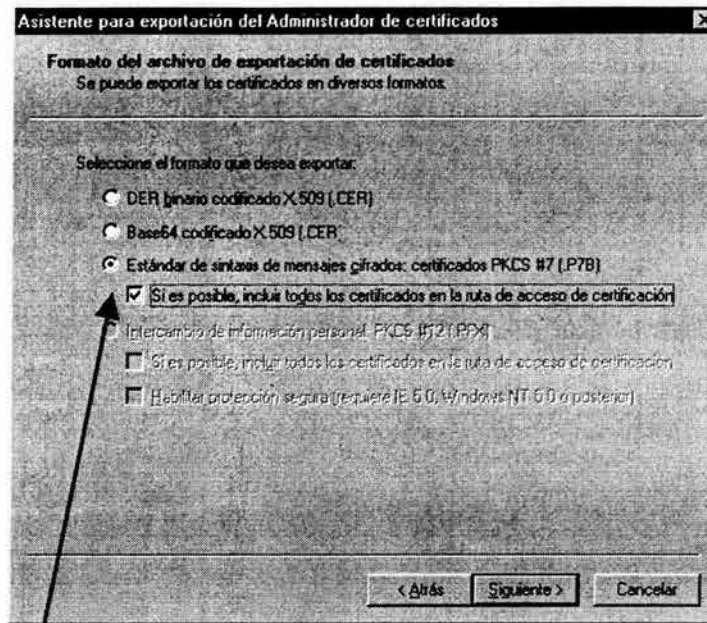 Asistente para exportación del Administrador de certificados
Formato del archivo de exportación de certificados
Se puede exportar los certificados en diversos formatos.
Seleccione el formato que desea exportar:
DER binario codificado X.509 (.CER)
Base64 codificado X.509 (.CER
Estándar de sintaxis de mensajes cifrados: certificados PKCS #7 (.P7B)
Si es posible, incluir todos los certificados en la ruta de acceso de certificación
Intercambio de información personal: PKCS #12 (.PFX)
Si es posible, incluir todos los certificados en la ruta de acceso de certificación
Habilitar protección segura (requiere IE 5.0, Windows NT 5.0 o posterior)
< Atrás Siguiente > Cancelar